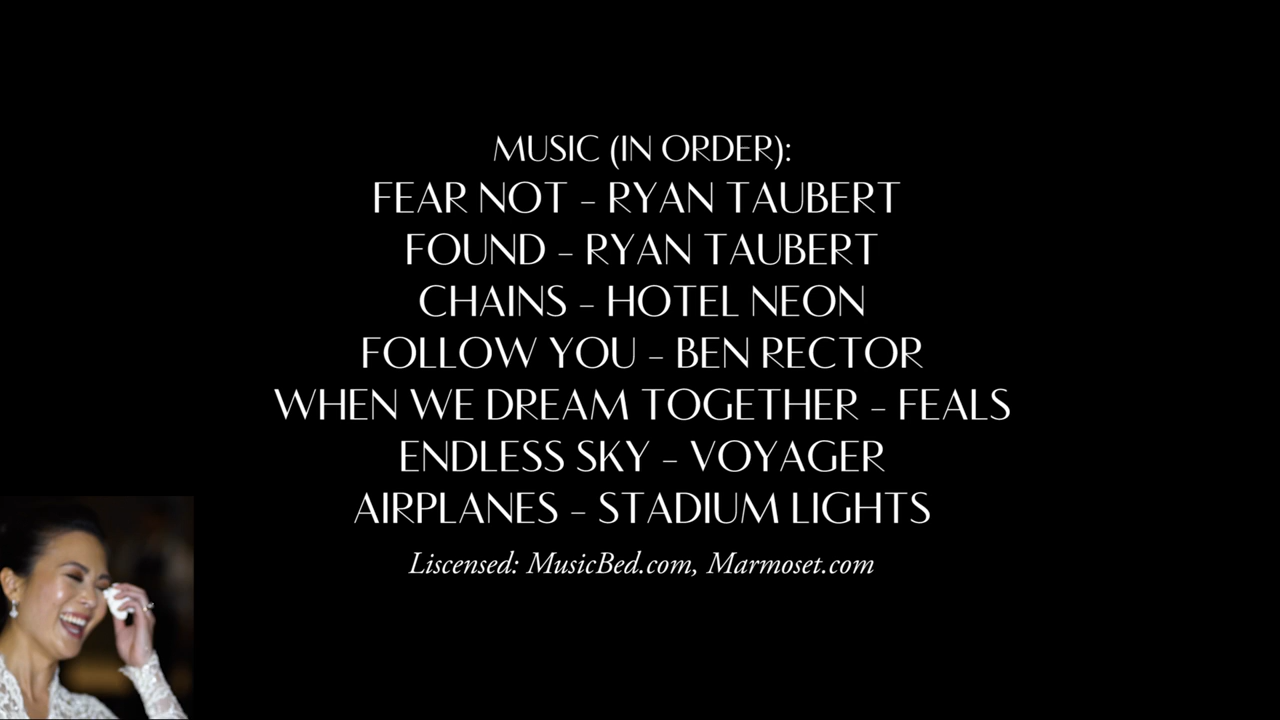 MUSIC (IN ORDER):
FEAR NOT – RYAN TAUBERT
FOUND – RYAN TAUBERT
CHAINS – HOTEL NEON
FOLLOW YOU – BEN RECTOR
WHEN WE DREAM TOGETHER – FEALS
ENDLESS SKY – VOYAGER
AIRPLANES – STADIUM LIGHTS
Liscensed: MusicBed.com, Marmoset.com